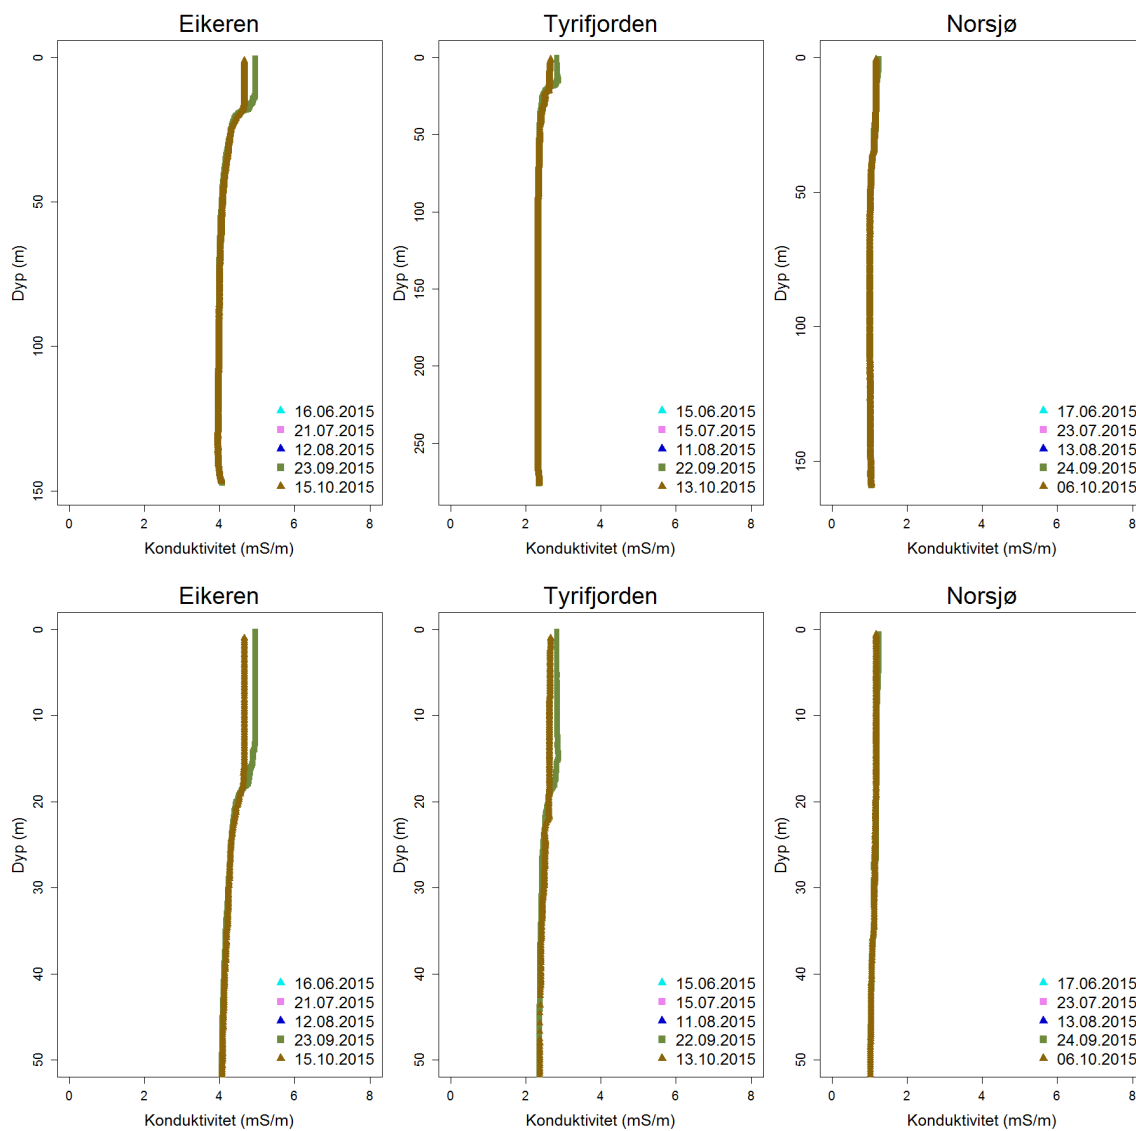 Eikeren
0
50
100
150
Dyp (m)
0 2 4 6 8
Konduktivitet (mS/m)
16.06.2015
21.07.2015
12.08.2015
23.09.2015
15.10.2015
Tyrifjorden
0
50
100
150
200
250
Dyp (m)
0 2 4 6 8
Konduktivitet (mS/m)
15.06.2015
15.07.2015
11.08.2015
22.09.2015
13.10.2015
Norsjø
0
50
100
150
Dyp (m)
0 2 4 6 8
Konduktivitet (mS/m)
17.06.2015
23.07.2015
13.08.2015
24.09.2015
06.10.2015
Eikeren
0
10
20
30
40
50
Dyp (m)
0 2 4 6 8
Konduktivitet (mS/m)
16.06.2015
21.07.2015
12.08.2015
23.09.2015
15.10.2015
Tyrifjorden
0
10
20
30
40
50
Dyp (m)
0 2 4 6 8
Konduktivitet (mS/m)
15.06.2015
15.07.2015
11.08.2015
22.09.2015
13.10.2015
Norsjø
0
10
20
30
40
50
Dyp (m)
0 2 4 6 8
Konduktivitet (mS/m)
17.06.2015
23.07.2015
13.08.2015
24.09.2015
06.10.2015